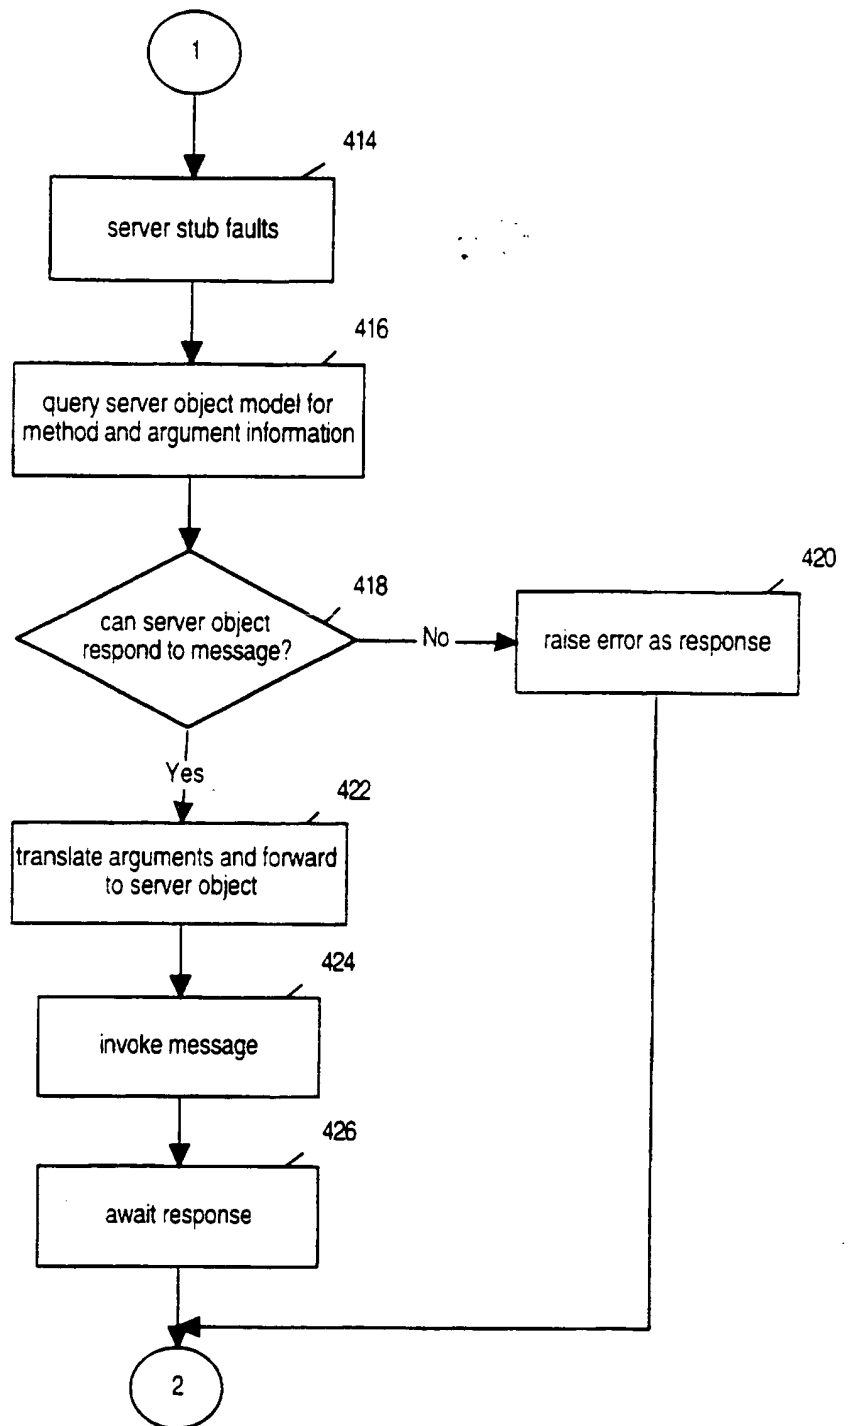 1
414
server stub faults
416
query server object model for
method and argument information
418
can server object
respond to message?
No
420
raise error as response
Yes
422
translate arguments and forward
to server object
424
invoke message
426
await response
2